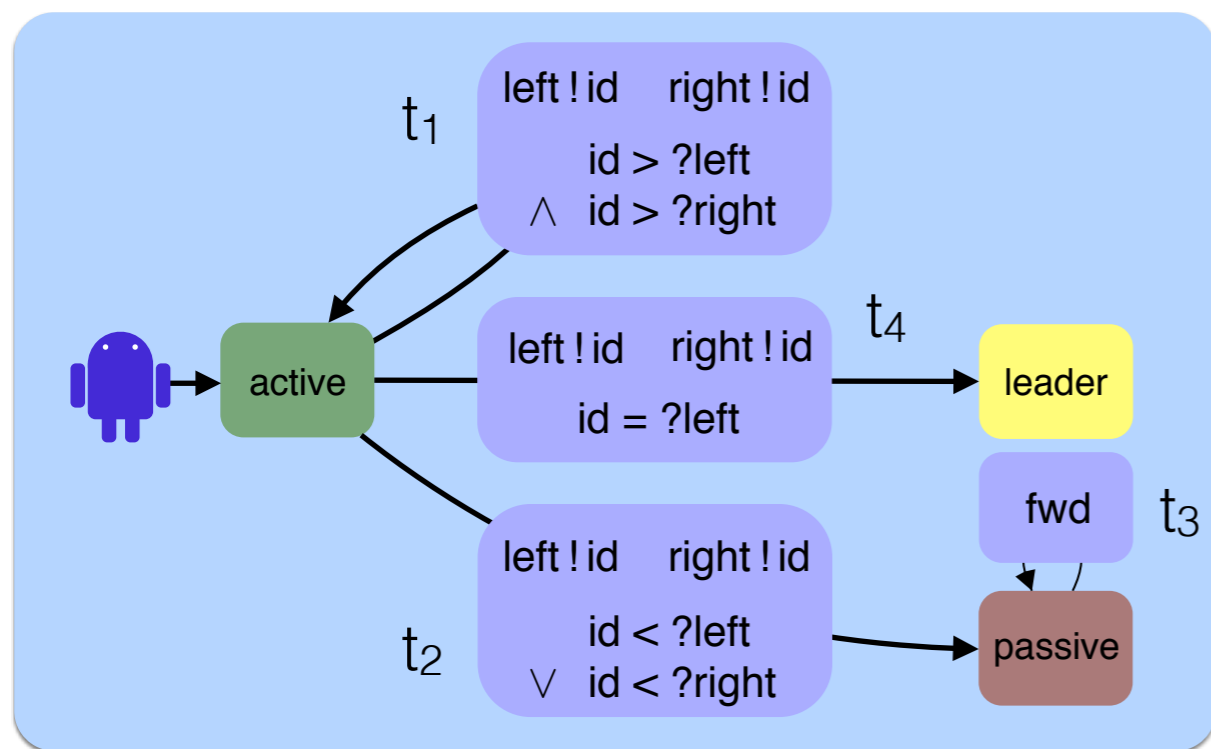 left ! id right ! id
t₁
id > ?left
∧ id > ?right
left ! id right ! id
t₄
active
id = ?left
leader
fwd
t₃
left ! id right ! id
id < ?left
t₂
∨ id < ?right
passive